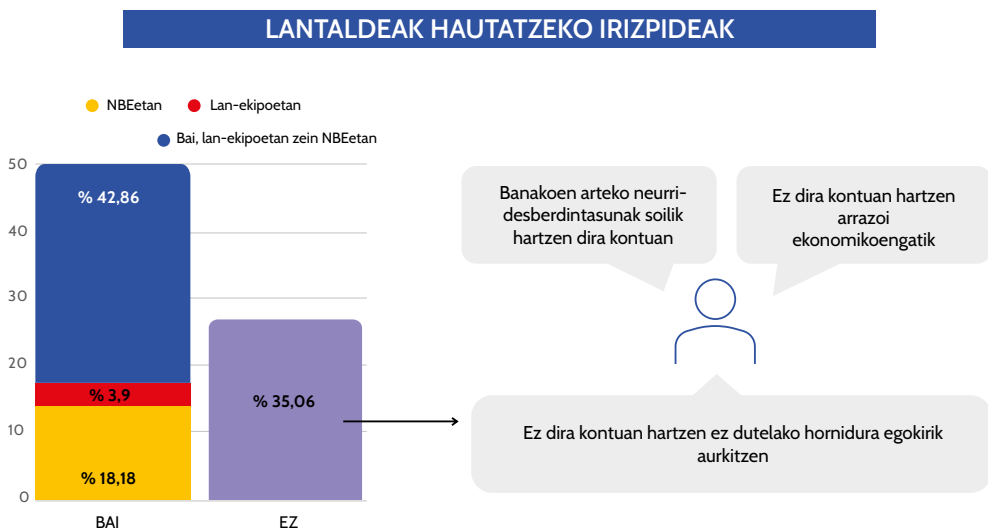 LANTALDEAK HAUTATZEKO IRIZPIDEAK
NBEetan
Lan-ekipoetan
Bai, lan-ekipoetan zein NBEetan
50
40
30
20
10
0
% 42,86
% 3,9
% 18,18
% 35,06
BAI
EZ
Banakoen arteko neurri-
desberdintasunak soilik
hartzen dira kontuan
Ez dira kontuan hartzen
arrazoi
ekonomikoengatik
Ez dira kontuan hartzen ez dutelako hornidura egokirik
aurkitzen